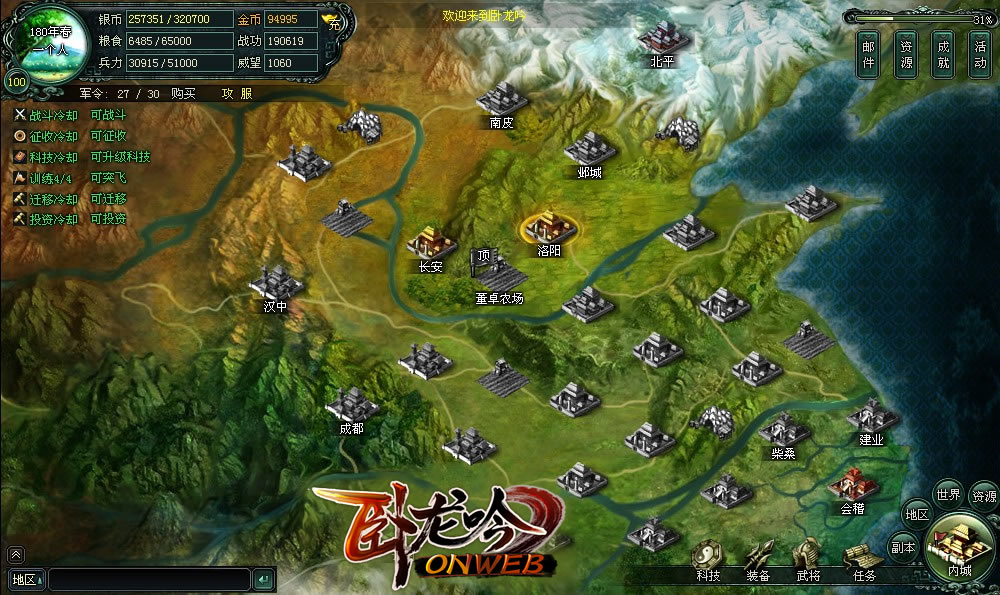 180年春
一个人
100
银币 257351/320700 金币 94995 充
粮食 6485/65000 战功 190619
兵力 30915/51000 威望 1060
军令: 27 / 30 购买 攻 服
欢迎来到卧龙吟
31%
邮件 资源 成就 活动
战斗冷却 可战斗
征收冷却 可征收
科技冷却 可升级科技
训练4/4 可突飞
迁移冷却 可迁移
投资冷却 可投资
北平
南皮
邺城
洛阳
长安
顶
董卓农场
汉中
成都
柴桑
建业
会稽
卧龙吟
ONWEB
世界 资源
地区
副本
内城
科技 装备 武将 任务
地区